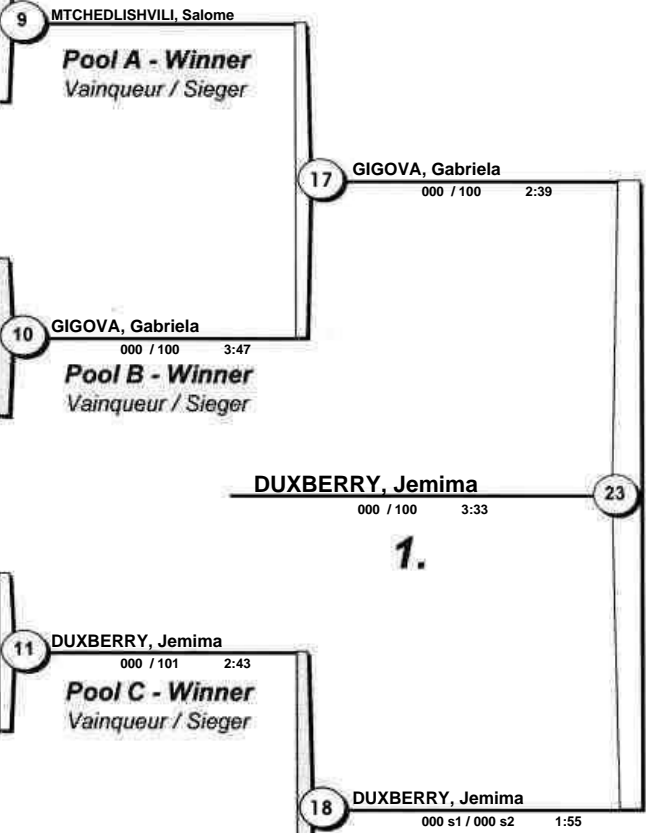 9
MTCHEDLISHVILI, Salome
Pool A - Winner
Vainqueur / Sieger
17
GIGOVA, Gabriela
000 / 100 2:39
10
GIGOVA, Gabriela
000 / 100 3:47
Pool B - Winner
Vainqueur / Sieger
DUXBERRY, Jemima
23
000 / 100 3:33
1.
11
DUXBERRY, Jemima
000 / 101 2:43
Pool C - Winner
Vainqueur / Sieger
18
DUXBERRY, Jemima
000 s1 / 000 s2 1:55